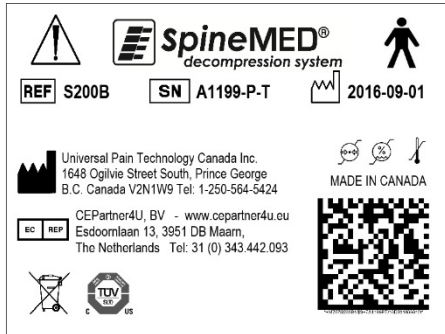 SpineMED®
decompression system
REF S200B SN A1199-P-T 2016-09-01
Universal Pain Technology Canada Inc.
1648 Ogilvie Street South, Prince George
B.C. Canada V2N1W9 Tel: 1-250-564-5424
MADE IN CANADA
EC REP
CEPartner4U, BV - www.cepartner4u.eu
Esdoornlaan 13, 3951 DB Maarn,
The Netherlands Tel: 31 (0) 343.442.093
TÜV
SÜD
C US